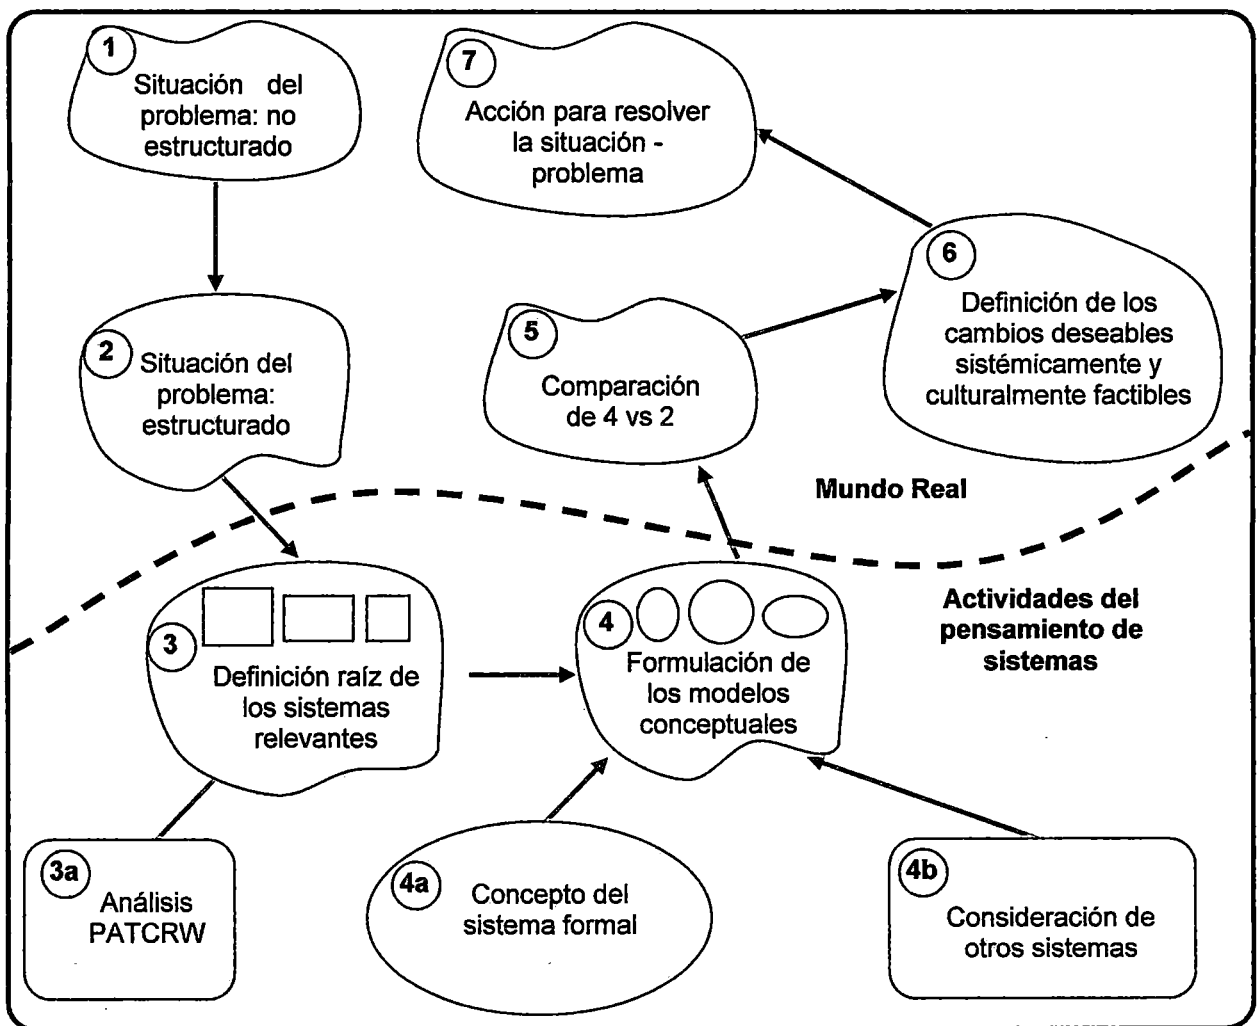 1
Situación del
problema: no
estructurado
7
Acción para resolver
la situación -
problema
2
Situación del
problema:
estructurado
5
Comparación
de 4 vs 2
6
Definición de los
cambios deseables
sistémicamente y
culturalmente factibles
Mundo Real
Actividades del
pensamiento de
sistemas
3
Definición raíz de
los sistemas
relevantes
4
Formulación de
los modelos
conceptuales
3a
Análisis
PATCRW
4a
Concepto del
sistema formal
4b
Consideración de
otros sistemas